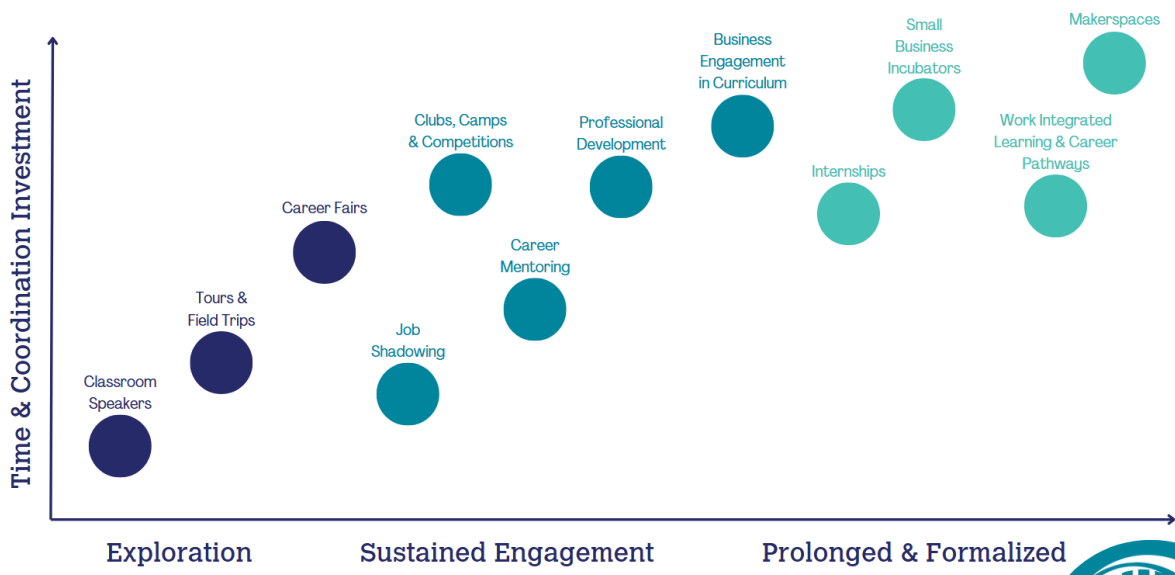 Makerspaces
Small
Business
Incubators
Business
Engagement
in Curriculum
Clubs, Camps
& Competitions
Professional
Development
Work Integrated
Learning & Career
Pathways
Internships
Career Fairs
Career
Mentoring
Tours &
Field Trips
Job
Shadowing
Classroom
Speakers
Time & Coordination Investment
Exploration
Sustained Engagement
Prolonged & Formalized